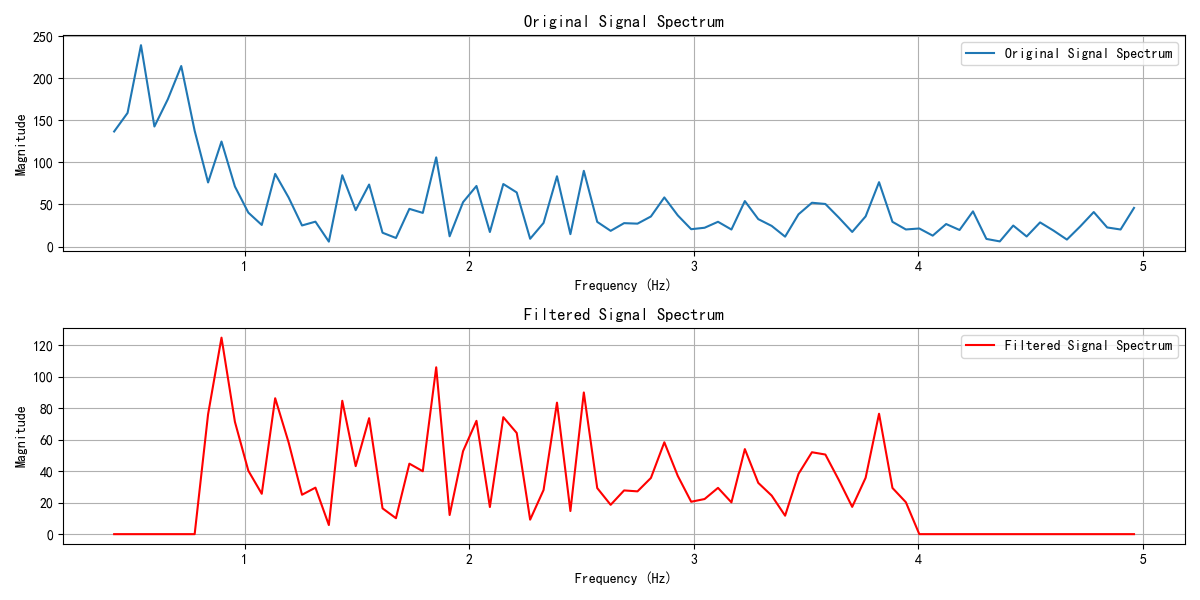 Original Signal Spectrum
250
200
150
100
50
0
Magnitude
Original Signal Spectrum
1
2
3
4
5
Frequency (Hz)
Filtered Signal Spectrum
120
100
80
60
40
20
0
Magnitude
Filtered Signal Spectrum
1
2
3
4
5
Frequency (Hz)